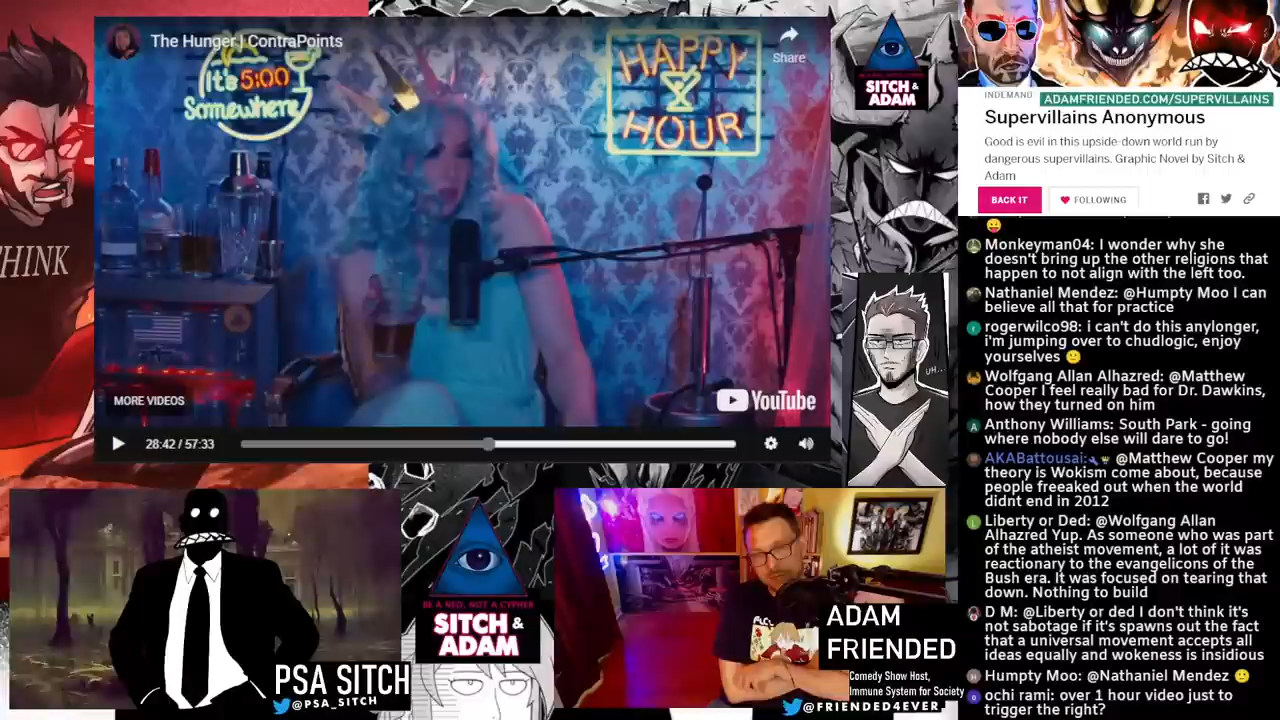 The Hunger | ContraPoints
It's 5:00
Somewhere
HAPPY
HOUR
Share
MORE VIDEOS
YouTube
28:42 / 57:33
THINK
SITCH &
ADAM
UH...
INDEMAND
ADAMFRIENDED.COM/SUPERVILLAINS
Supervillains Anonymous
Good is evil in this upside-down world run by
dangerous supervillains. Graphic Novel by Sitch &
Adam
BACK IT
FOLLOWING
Monkeyman04: I wonder why she
doesn't bring up the other religions that
happen to not align with the left too.
Nathaniel Mendez: @Humpty Moo I can
believe all that for practice
rogerwilco98: i can't do this anylonger,
i'm jumping over to chudlogic, enjoy
yourselves 🙂
Wolfgang Allan Alhazred: @Matthew
Cooper I feel really bad for Dr. Dawkins,
how they turned on him
Anthony Williams: South Park - going
where nobody else will dare to go!
AKABattousai: @Matthew Cooper my
theory is Wokism come about, because
people freeaked out when the world
didnt end in 2012
Liberty or Ded: @Wolfgang Allan
Alhazred Yup. As someone who was part
of the atheist movement, a lot of it was
reactionary to the evangelicons of the
Bush era. It was focused on tearing that
down. Nothing to build
D M: @Liberty or ded I don't think it's
not sabotage if it's spawns out the fact
that a universal movement accepts all
ideas equally and wokeness is insidious
Humpty Moo: @Nathaniel Mendez 🙂
ochi rami: over 1 hour video just to
trigger the right?
PSA SITCH
@PSA_SITCH
BE A NEO, NOT A CYPHER
SITCH &
ADAM
ADAM
FRIENDED
Comedy Show Host,
Immune System for Society
@FRIENDED4EVER